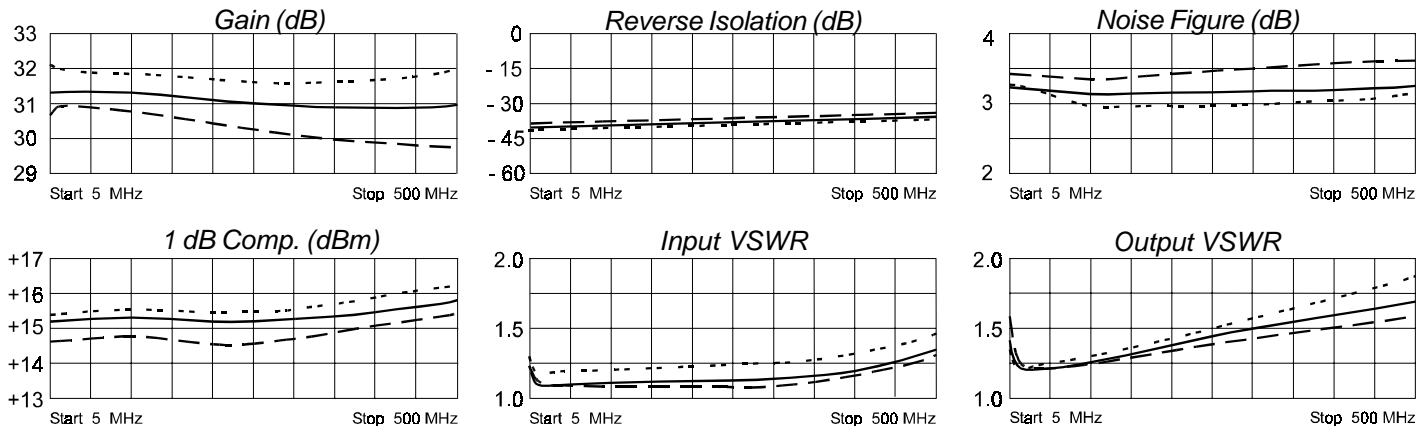 Gain (dB)
33
32
31
30
29
Start 5 MHz
Stop 500 MHz
Reverse Isolation (dB)
0
- 15
- 30
- 45
- 60
Start 5 MHz
Stop 500 MHz
Noise Figure (dB)
4
3
2
Start 5 MHz
Stop 500 MHz
1 dB Comp. (dBm)
+17
+16
+15
+14
+13
Start 5 MHz
Stop 500 MHz
Input VSWR
2.0
1.5
1.0
Start 5 MHz
Stop 500 MHz
Output VSWR
2.0
1.5
1.0
Start 5 MHz
Stop 500 MHz